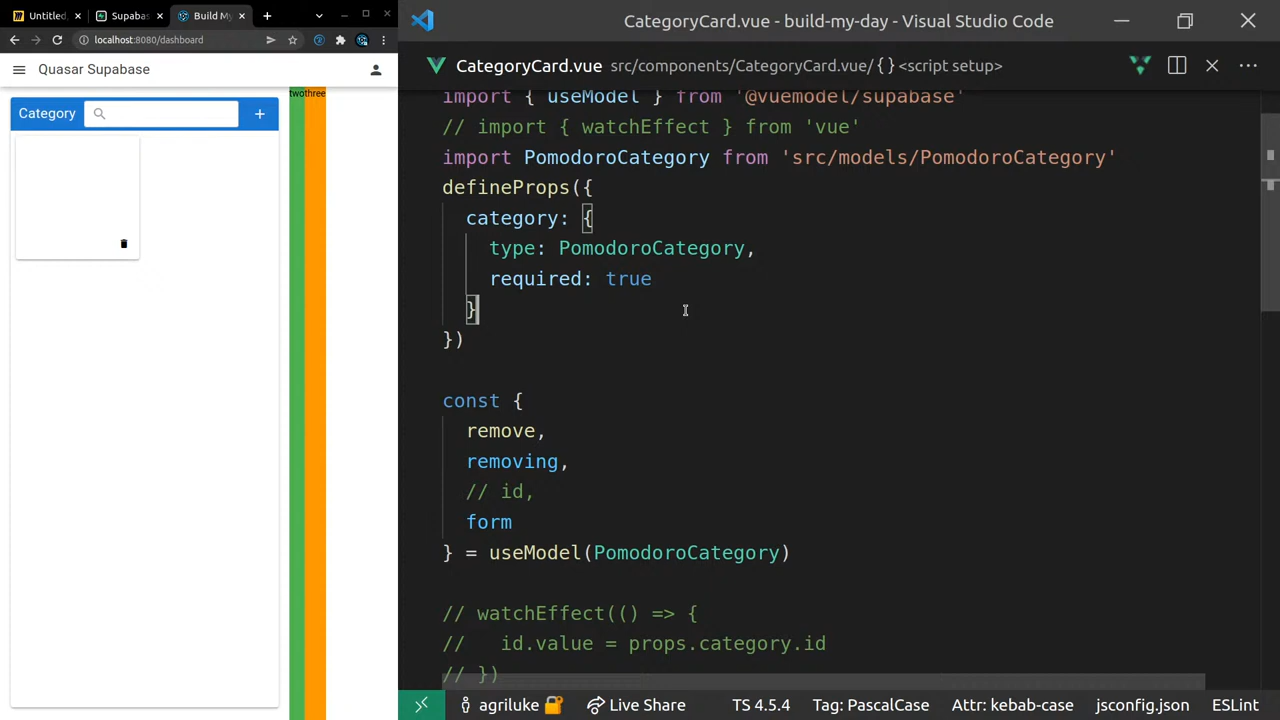 Untitled,
Supabas
Build My
localhost:8080/dashboard
Quasar Supabase
twothree
Category
CategoryCard.vue - build-my-day - Visual Studio Code
CategoryCard.vue src/components/CategoryCard.vue/{} <script setup>
import { useModel } from '@vuemodel/supabase'
// import { watchEffect } from 'vue'
import PomodoroCategory from 'src/models/PomodoroCategory'
defineProps({
category: {
type: PomodoroCategory,
required: true
}
})
const {
remove,
removing,
// id,
form
} = useModel(PomodoroCategory)
// watchEffect(() => {
//   id.value = props.category.id
// })
agriluke
Live Share
TS 4.5.4
Tag: PascalCase
Attr: kebab-case
jsconfig.json
ESLint